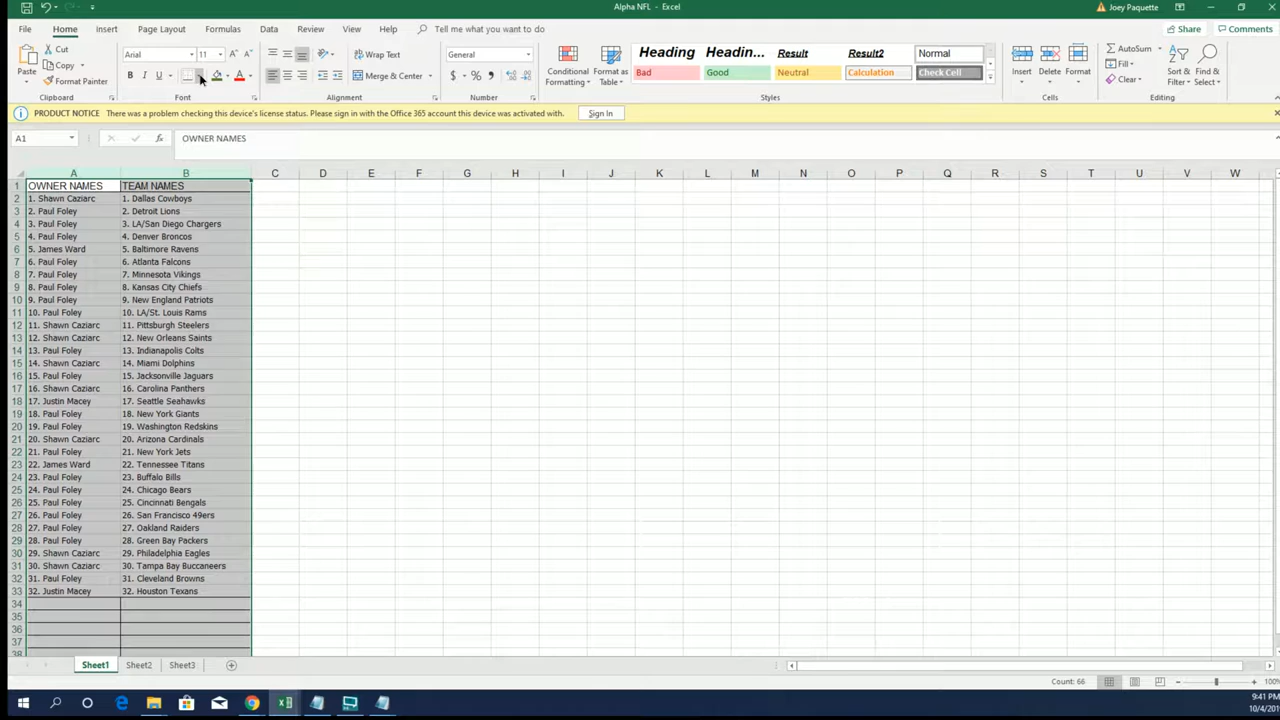 Alpha NFL - Excel
Joey Paquette
File Home Insert Page Layout Formulas Data Review View Help Tell me what you want to do
Share Comments
Paste
Cut
Copy
Format Painter
Clipboard
Arial 11
B I U
Font
Wrap Text
Merge & Center
Alignment
General
$ % ,
Number
Conditional Formatting
Format as Table
Heading Headin... Result Result2 Normal
Bad Good Neutral Calculation Check Cell
Styles
Insert Delete Format
Cells
AutoSum
Fill
Clear
Sort & Filter
Find & Select
Editing
PRODUCT NOTICE There was a problem checking this device's license status. Please sign in with the Office 365 account this device was activated with. Sign In
A1 fx OWNER NAMES
A B C D E F G H I J K L M N O P Q R S T U V W
1 OWNER NAMES TEAM NAMES
2 1. Shawn Caziarc 1. Dallas Cowboys
3 2. Paul Foley 2. Detroit Lions
4 3. Paul Foley 3. LA/San Diego Chargers
5 4. Paul Foley 4. Denver Broncos
6 5. James Ward 5. Baltimore Ravens
7 6. Paul Foley 6. Atlanta Falcons
8 7. Paul Foley 7. Minnesota Vikings
9 8. Paul Foley 8. Kansas City Chiefs
10 9. Paul Foley 9. New England Patriots
11 10. Paul Foley 10. LA/St. Louis Rams
12 11. Shawn Caziarc 11. Pittsburgh Steelers
13 12. Shawn Caziarc 12. New Orleans Saints
14 13. Paul Foley 13. Indianapolis Colts
15 14. Shawn Caziarc 14. Miami Dolphins
16 15. Paul Foley 15. Jacksonville Jaguars
17 16. Shawn Caziarc 16. Carolina Panthers
18 17. Justin Macey 17. Seattle Seahawks
19 18. Paul Foley 18. New York Giants
20 19. Paul Foley 19. Washington Redskins
21 20. Shawn Caziarc 20. Arizona Cardinals
22 21. Paul Foley 21. New York Jets
23 22. James Ward 22. Tennessee Titans
24 23. Paul Foley 23. Buffalo Bills
25 24. Paul Foley 24. Chicago Bears
26 25. Paul Foley 25. Cincinnati Bengals
27 26. Paul Foley 26. San Francisco 49ers
28 27. Paul Foley 27. Oakland Raiders
29 28. Paul Foley 28. Green Bay Packers
30 29. Shawn Caziarc 29. Philadelphia Eagles
31 30. Shawn Caziarc 30. Tampa Bay Buccaneers
32 31. Paul Foley 31. Cleveland Browns
33 32. Justin Macey 32. Houston Texans
34
35
36
37
38
Sheet1 Sheet2 Sheet3
Count: 66
100%
9:41 PM